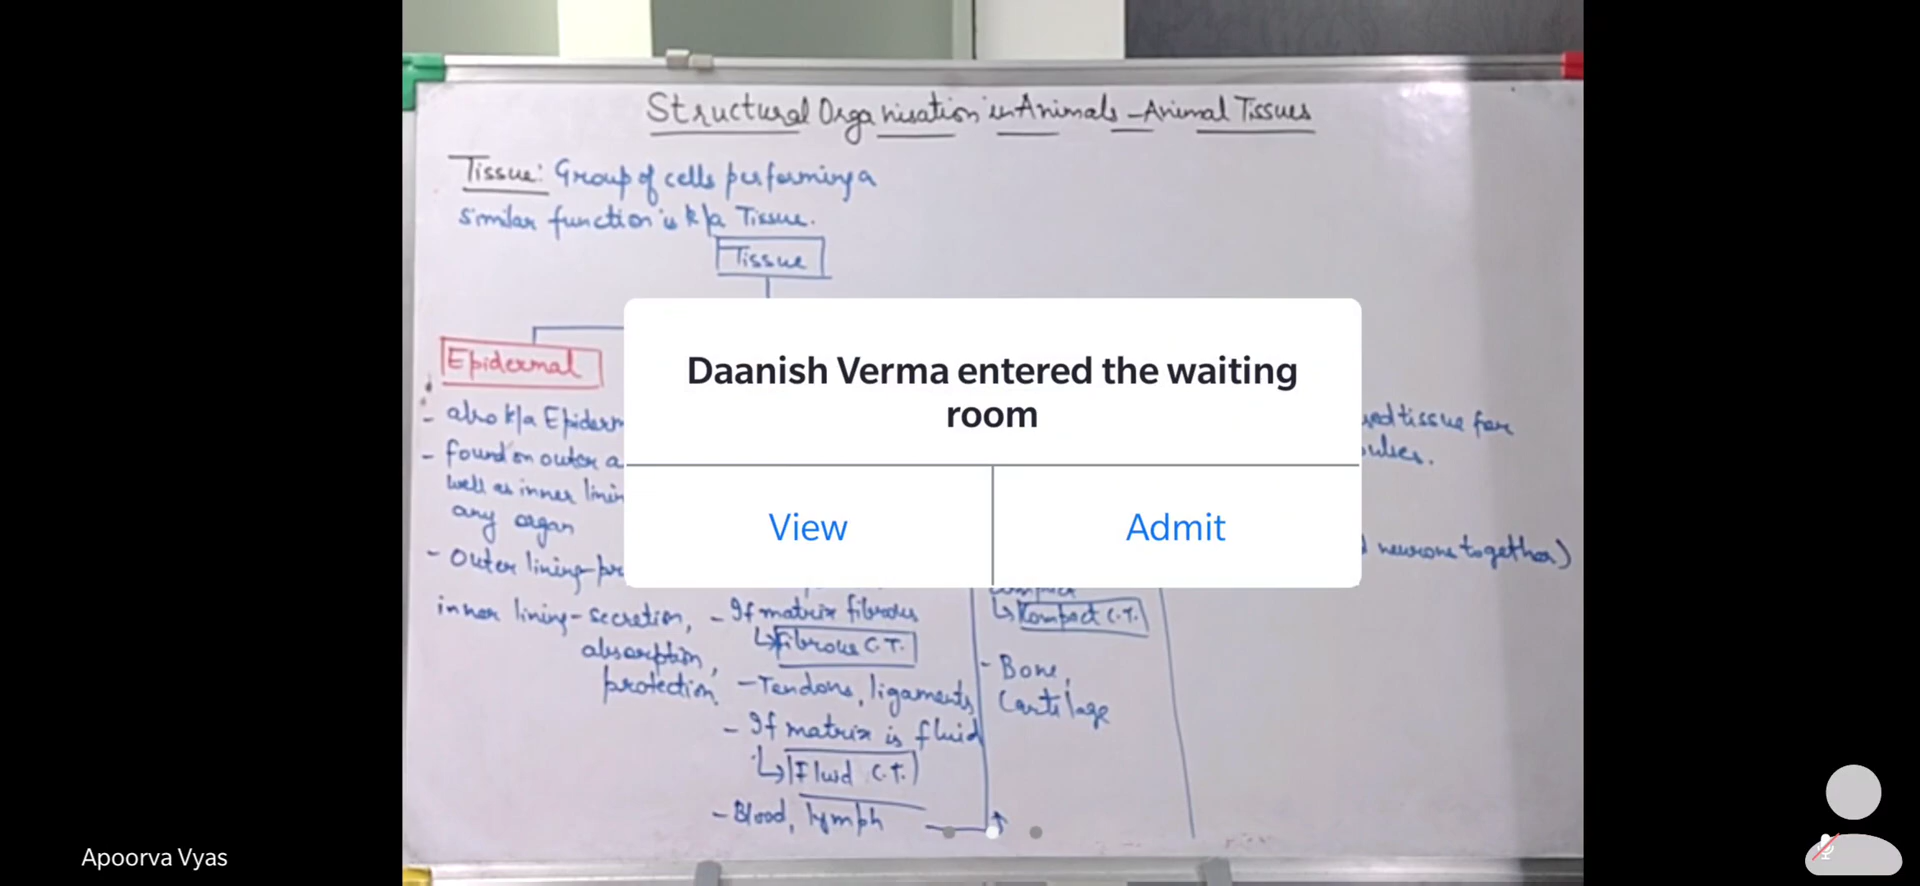 Structural Organisation in Animals - Animal Tissues
Tissue: Group of cells performing a
similar function is k/a Tissue.
Tissue
Epidermal
- also k/a Epiderm
- found on outer a
well as inner linin
any organ
- Outer lining - pr
inner lining - secretion,
absorption,
protection
- If matrix fibrous
↳ Fibrous C.T.
- Tendons, ligaments
- If matrix is fluid
↳ Fluid C.T.
- Blood, lymph
↳ Compact C.T.
- Bone,
Cartilage
tissue for
neurone together)
Daanish Verma entered the waiting
room
View
Admit
Apoorva Vyas